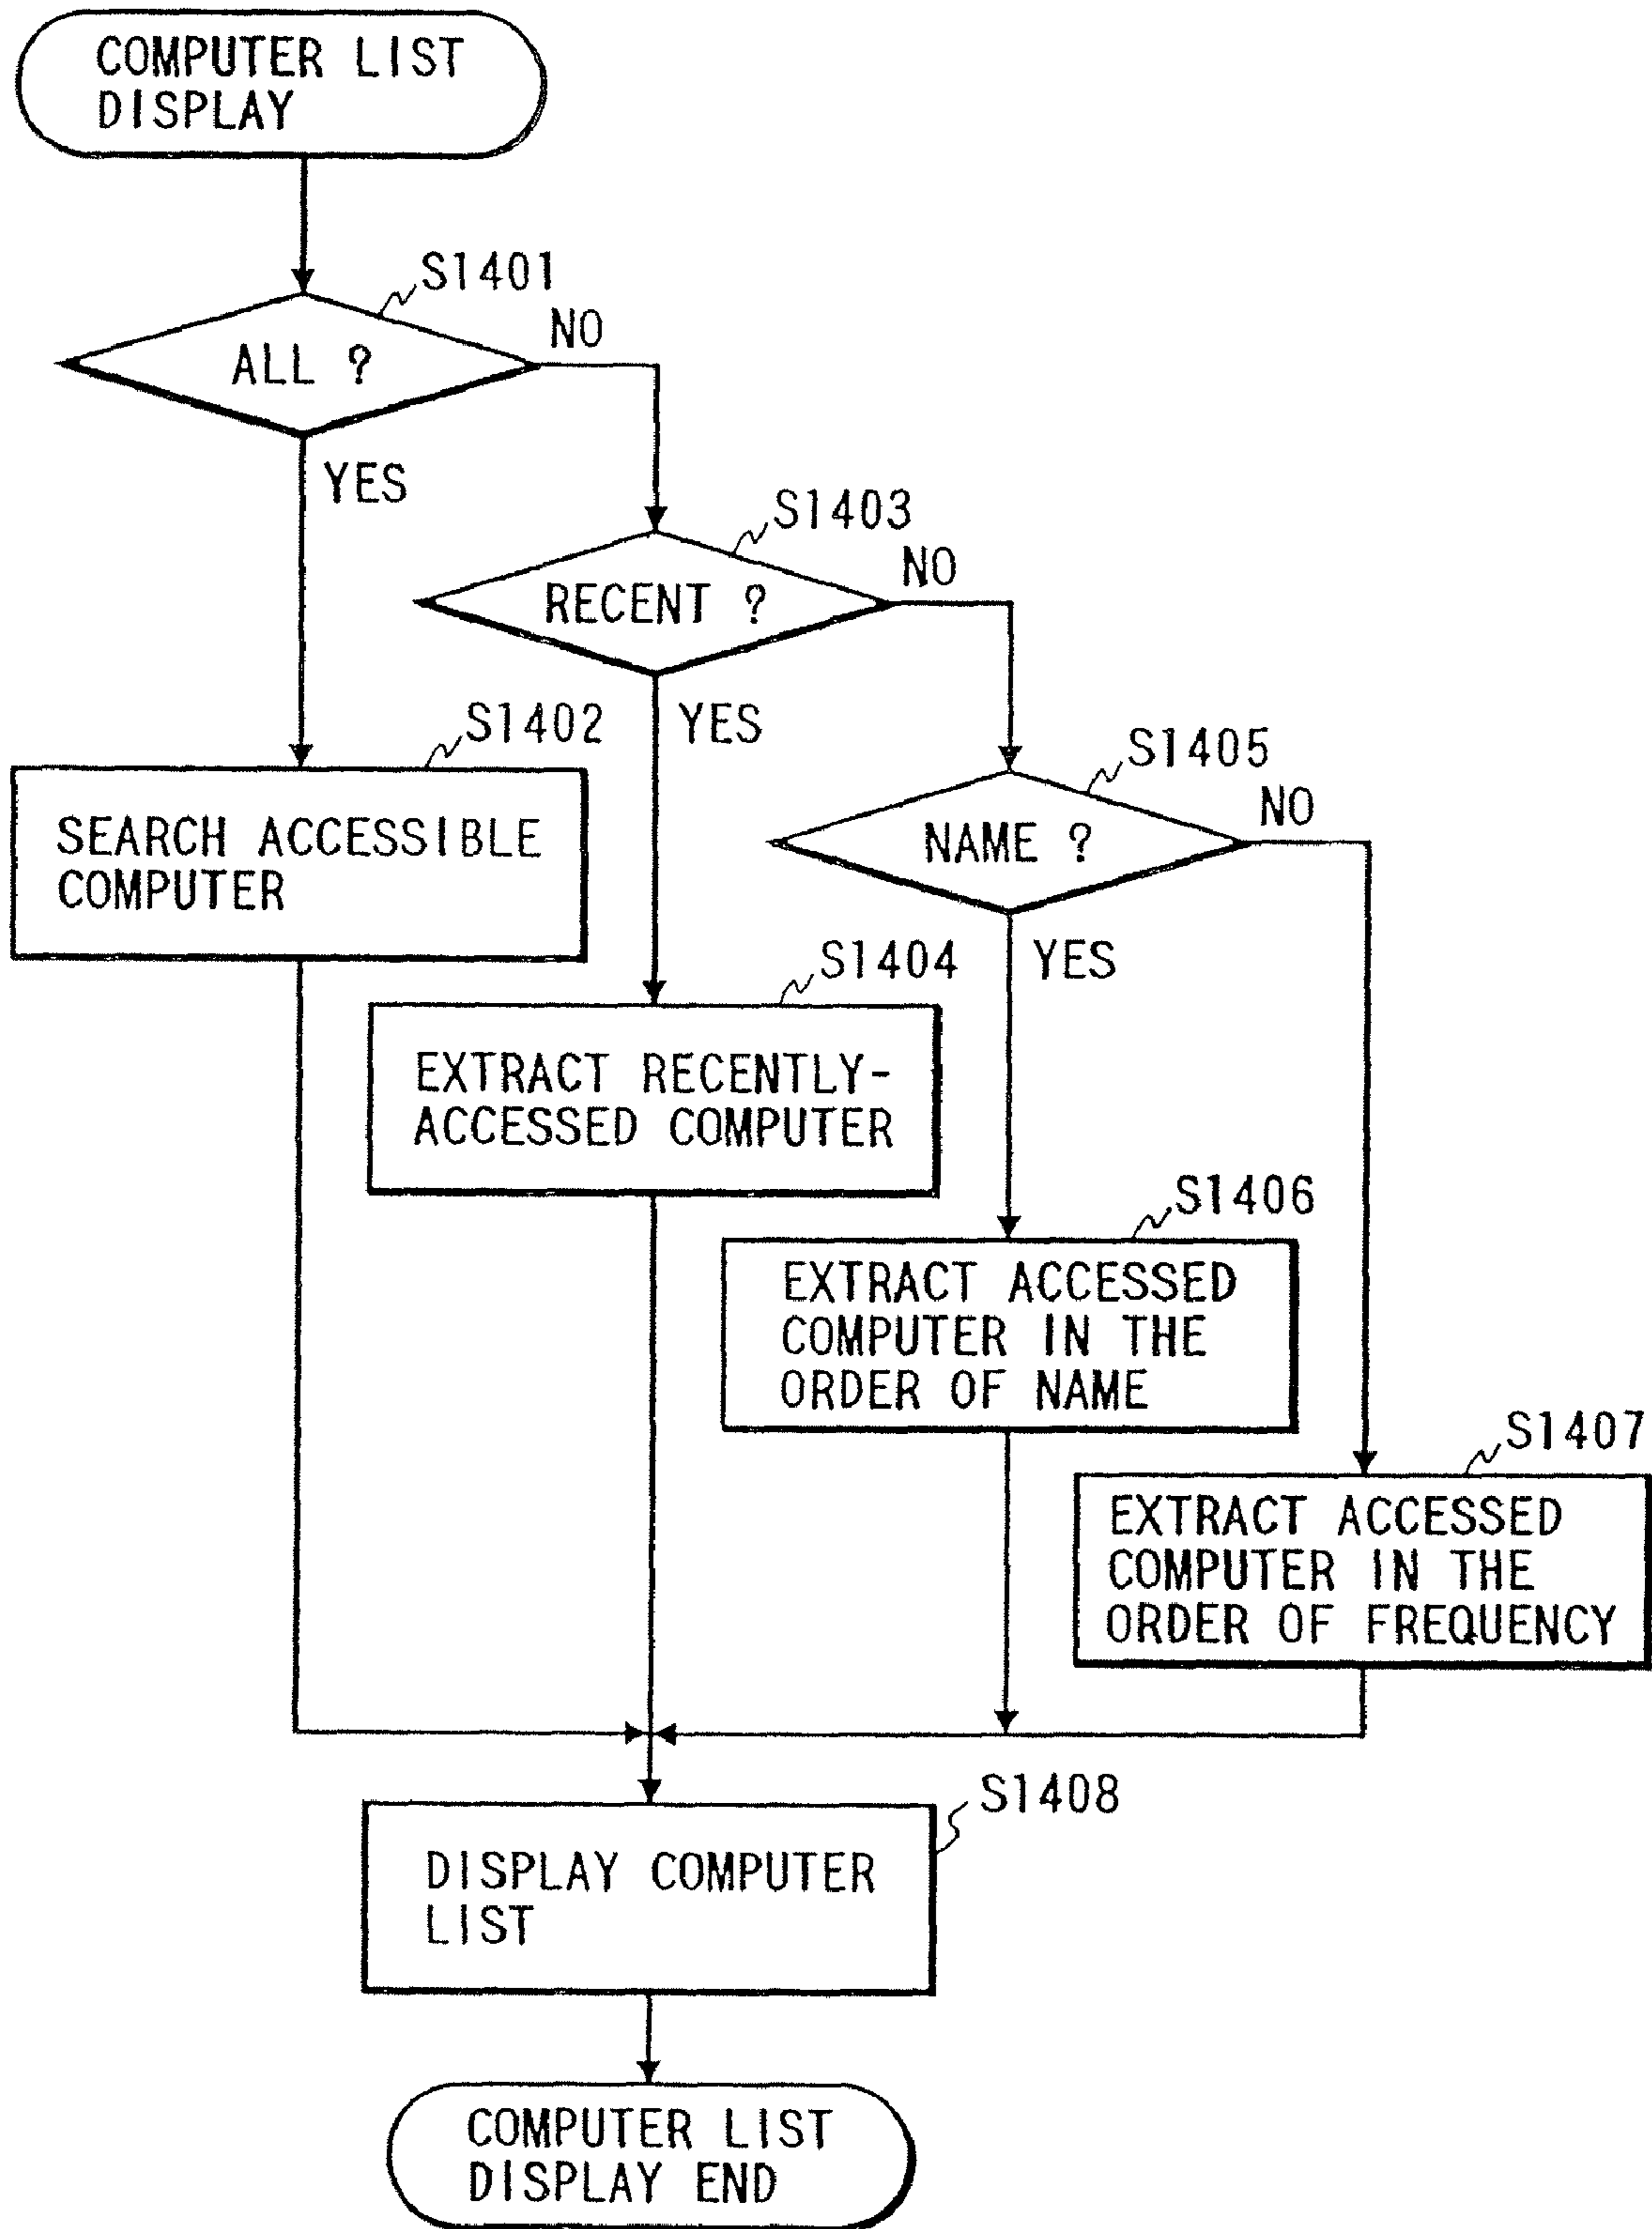 COMPUTER LIST
DISPLAY
S1401
ALL ?
NO
YES
S1403
RECENT ?
NO
YES
S1402
SEARCH ACCESSIBLE
COMPUTER
S1405
NAME ?
NO
YES
S1404
EXTRACT RECENTLY-
ACCESSED COMPUTER
S1406
EXTRACT ACCESSED
COMPUTER IN THE
ORDER OF NAME
S1407
EXTRACT ACCESSED
COMPUTER IN THE
ORDER OF FREQUENCY
S1408
DISPLAY COMPUTER
LIST
COMPUTER LIST
DISPLAY END